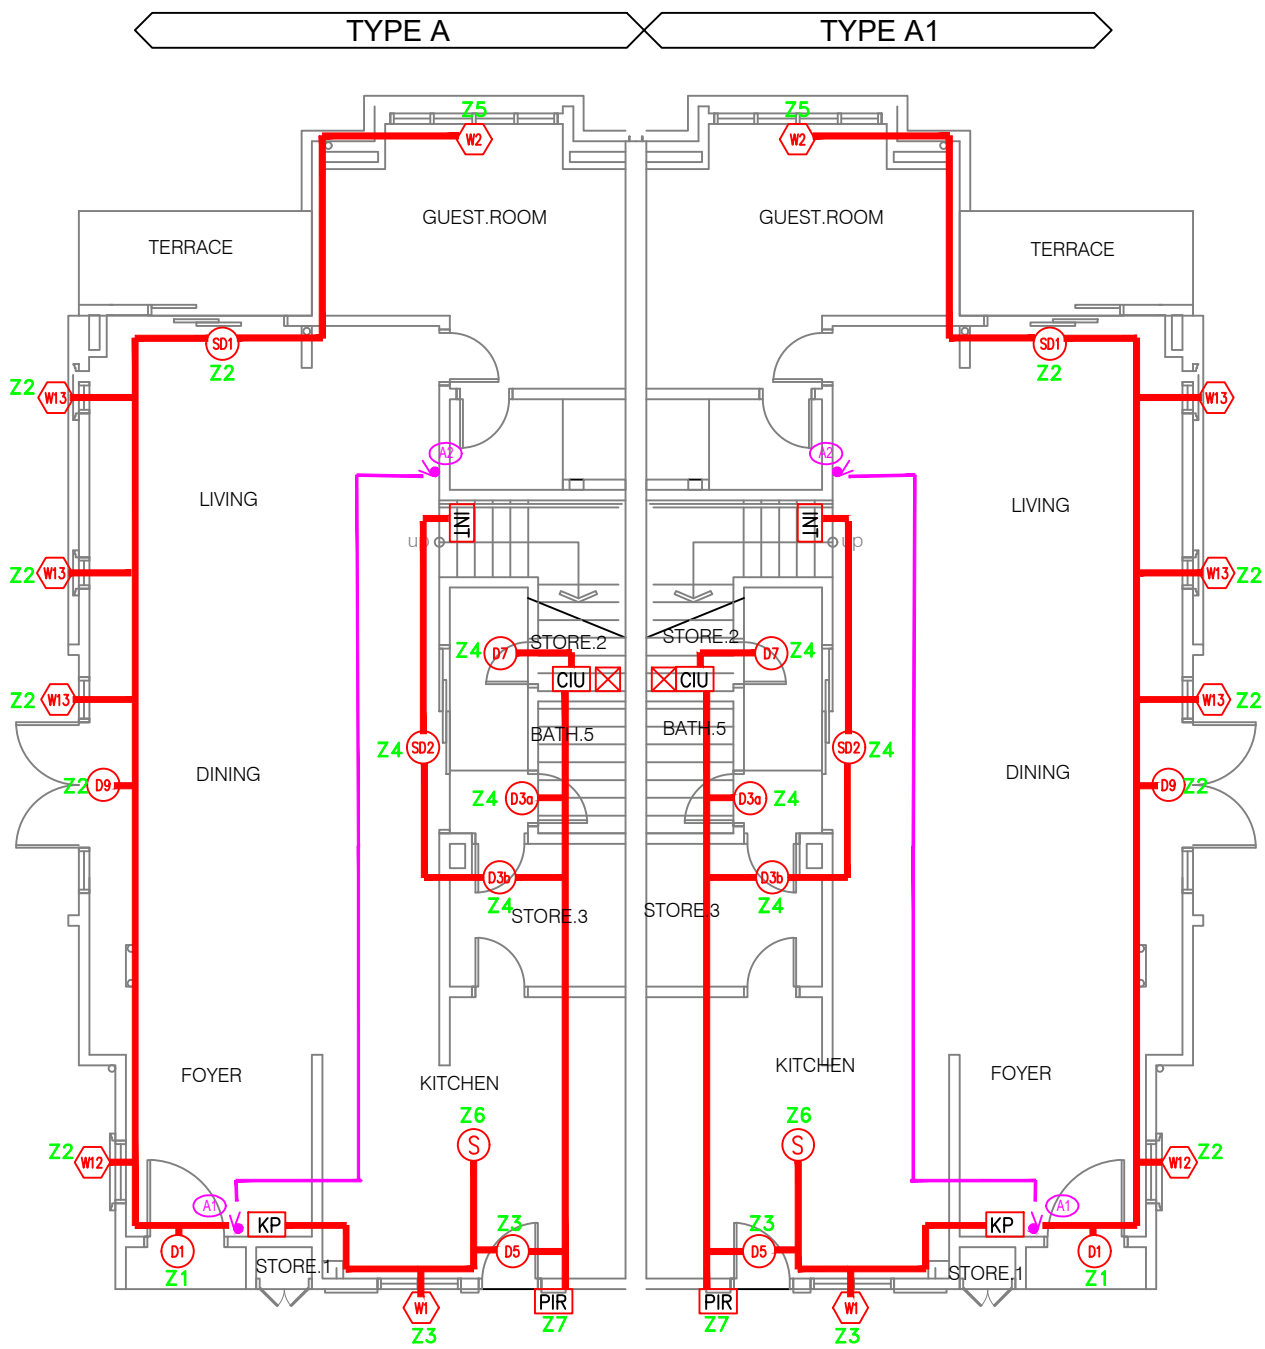 TYPE A TYPE A1
Z5 Z5
W2 W2
GUEST.ROOM GUEST.ROOM
TERRACE TERRACE
SD1 SD1
Z2 Z2
Z2 W13 W13
A2 A2
LIVING LIVING
INT INT
up up
Z2 W13 W13 Z2
STORE.2 STORE.2
Z4 D7 D7 Z4
CIU CIU
Z2 W13 W13 Z2
BATH.5 BATH.5
Z4 SD2 SD2 Z4
DINING DINING
Z2 D9 D9 Z2
Z4 D3a D3a Z4
D3b D3b
Z4 Z4
STORE.3 STORE.3
FOYER KITCHEN KITCHEN FOYER
Z6 Z6
S S
Z2 W12 W12 Z2
A1 A1
KP Z3 Z3 KP
D1 D5 D5 D1
Z1 STORE.1 STORE.1 Z1
W1 PIR PIR W1
Z3 Z7 Z7 Z3